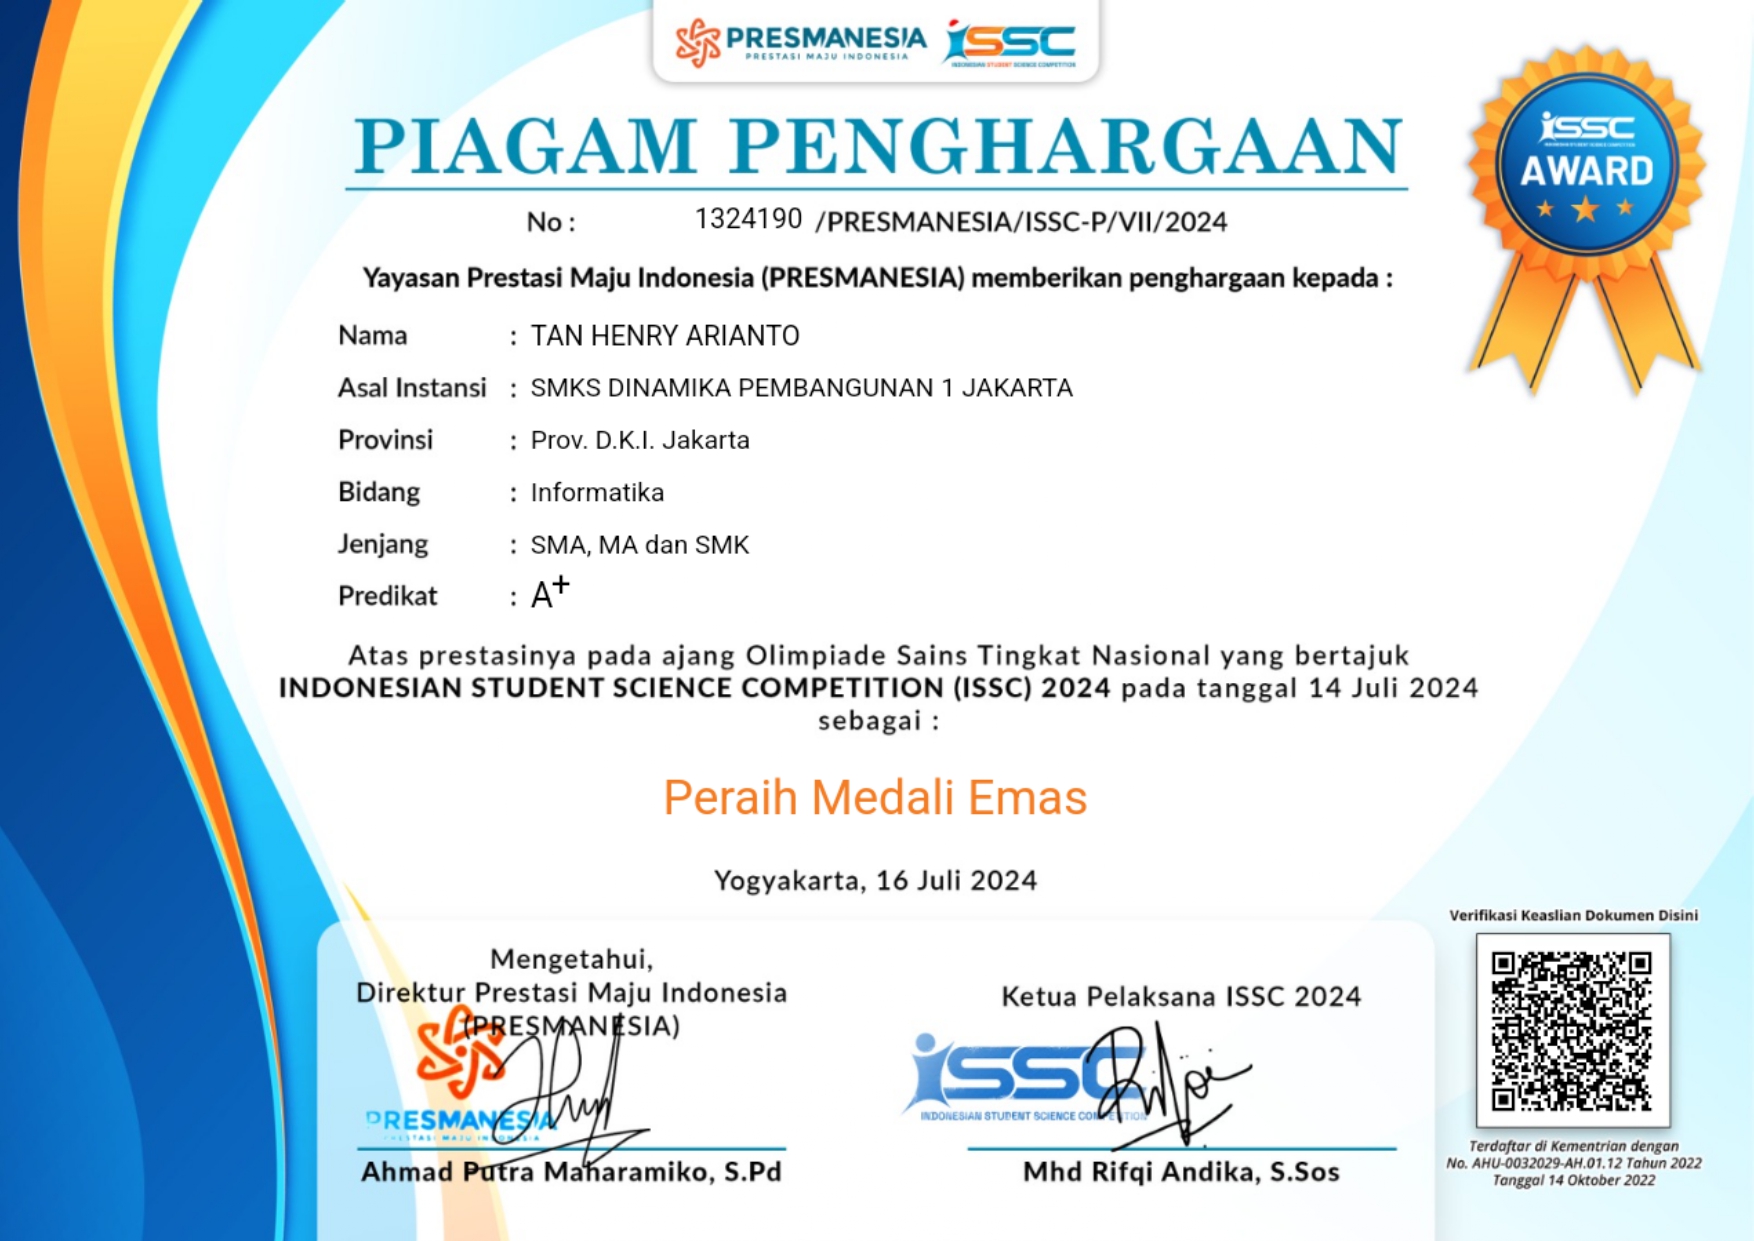 PRESMANESIA
PRESTASI MAJU INDONESIA
ISSC
INDONESIAN STUDENT SCIENCE COMPETITION
PIAGAM PENGHARGAAN
ISSC
INDONESIAN STUDENT SCIENCE COMPETITION
AWARD
No : 1324190 /PRESMANESIA/ISSC-P/VII/2024
Yayasan Prestasi Maju Indonesia (PRESMANESIA) memberikan penghargaan kepada :
Nama : TAN HENRY ARIANTO
Asal Instansi : SMKS DINAMIKA PEMBANGUNAN 1 JAKARTA
Provinsi : Prov. D.K.I. Jakarta
Bidang : Informatika
Jenjang : SMA, MA dan SMK
Predikat : A+
Atas prestasinya pada ajang Olimpiade Sains Tingkat Nasional yang bertajuk
INDONESIAN STUDENT SCIENCE COMPETITION (ISSC) 2024 pada tanggal 14 Juli 2024
sebagai :
Peraih Medali Emas
Yogyakarta, 16 Juli 2024
Mengetahui,
Direktur Prestasi Maju Indonesia
(PRESMANESIA)
PRESMANESIA
PRESTASI MAJU INDONESIA
Ahmad Putra Maharamiko, S.Pd
Ketua Pelaksana ISSC 2024
ISSC
INDONESIAN STUDENT SCIENCE COMPETITION
Mhd Rifqi Andika, S.Sos
Verifikasi Keaslian Dokumen Disini
Terdaftar di Kementrian dengan
No. AHU-0032029-AH.01.12 Tahun 2022
Tanggal 14 Oktober 2022